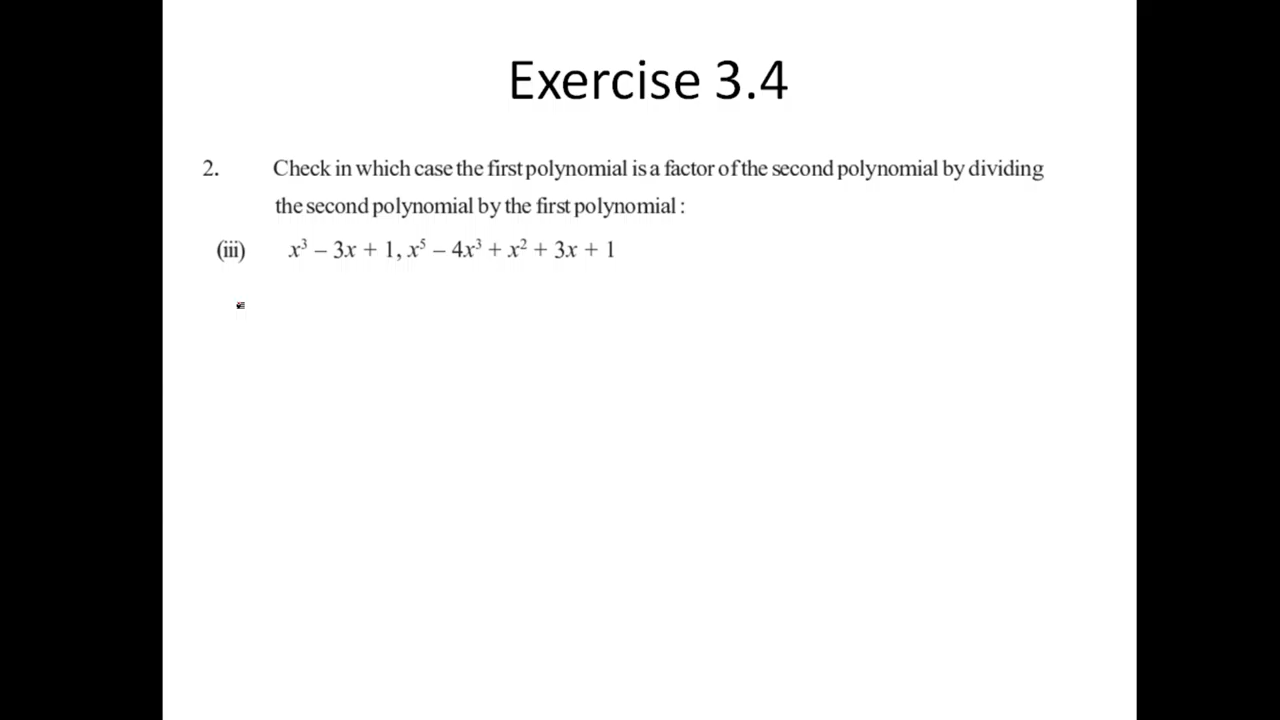 Exercise 3.4
2. Check in which case the first polynomial is a factor of the second polynomial by dividing
the second polynomial by the first polynomial :
(iii) x³ – 3x + 1, x⁵ – 4x³ + x² + 3x + 1